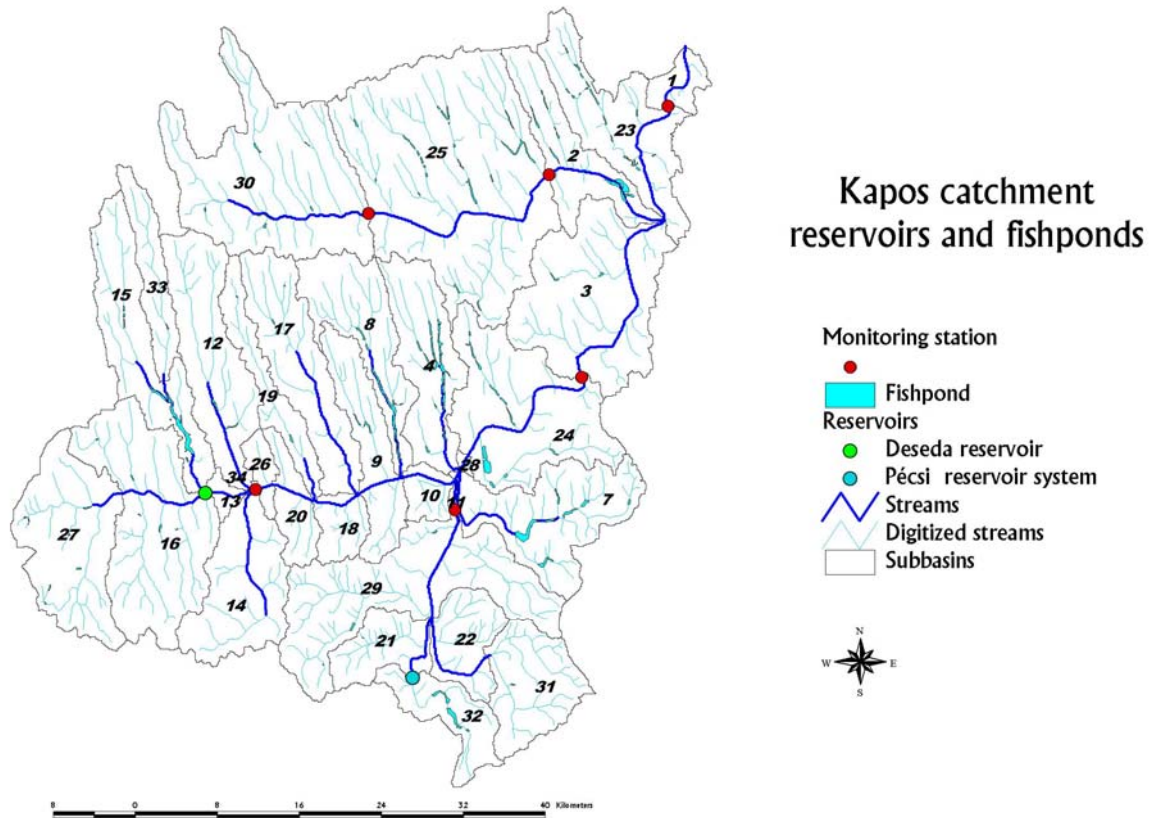 Kapos catchment
reservoirs and fishponds
Monitoring station
Fishpond
Reservoirs
Deseda reservoir
Pécsi reservoir system
Streams
Digitized streams
Subbasins
N
W E
S
1
23
2
25
30
3
15
33
12
17
8
4
19
24
28
9
26
34
13
10
11
7
20
18
27
16
14
29
21
22
31
32
8 0 8 16 24 32 40 Kilometers